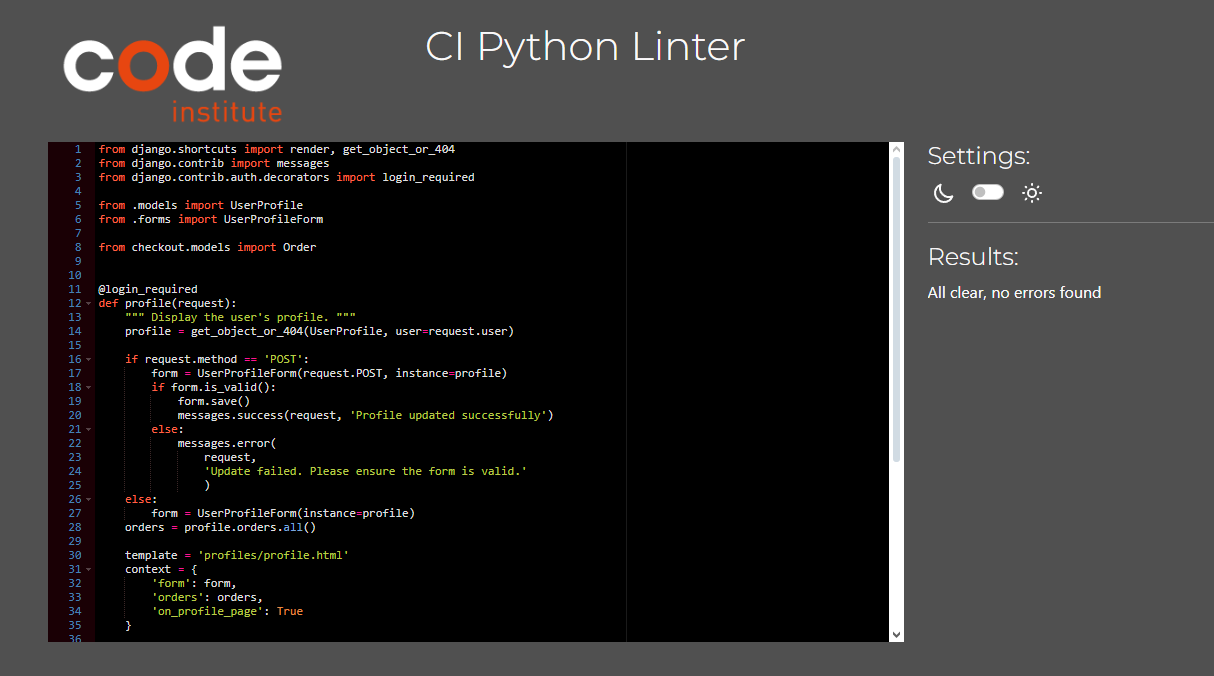 code
institute
CI Python Linter
1 from django.shortcuts import render, get_object_or_404
2 from django.contrib import messages
3 from django.contrib.auth.decorators import login_required
4
5 from .models import UserProfile
6 from .forms import UserProfileForm
7
8 from checkout.models import Order
9
10
11 @login_required
12 def profile(request):
13     """ Display the user's profile. """
14     profile = get_object_or_404(UserProfile, user=request.user)
15
16     if request.method == 'POST':
17         form = UserProfileForm(request.POST, instance=profile)
18         if form.is_valid():
19             form.save()
20             messages.success(request, 'Profile updated successfully')
21         else:
22             messages.error(
23                 request,
24                 'Update failed. Please ensure the form is valid.'
25                 )
26     else:
27         form = UserProfileForm(instance=profile)
28     orders = profile.orders.all()
29
30     template = 'profiles/profile.html'
31     context = {
32         'form': form,
33         'orders': orders,
34         'on_profile_page': True
35     }
36
Settings:
Results:
All clear, no errors found